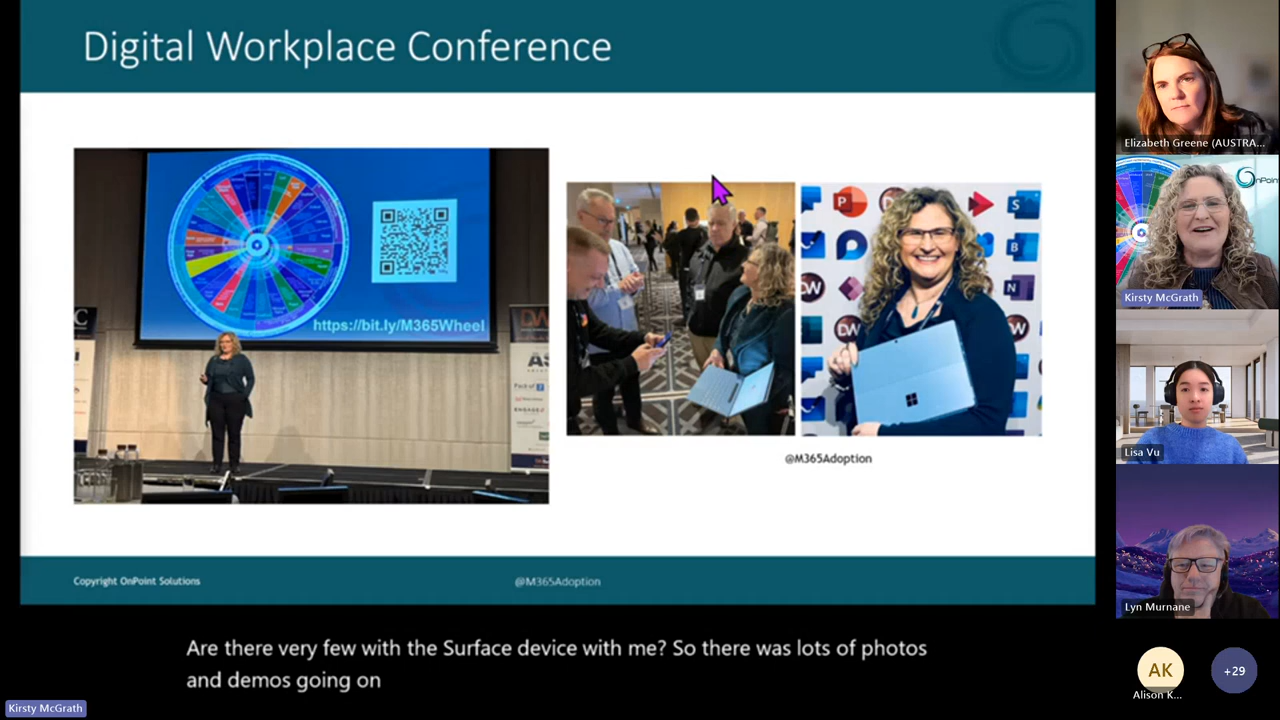 Digital Workplace Conference
https://bit.ly/M365Wheel
@M365Adoption
Copyright OnPoint Solutions
@M365Adoption
Are there very few with the Surface device with me? So there was lots of photos
and demos going on
Kirsty McGrath
Elizabeth Greene (AUSTRA...
OnPoin
Kirsty McGrath
Lisa Vu
Lyn Murnane
AK
Alison K...
+29